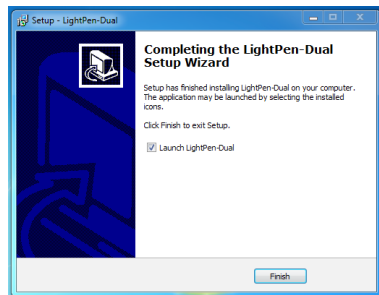 Setup - LightPen-Dual
Completing the LightPen-Dual
Setup Wizard
Setup has finished installing LightPen-Dual on your computer.
The application may be launched by selecting the installed
icons.
Click Finish to exit Setup.
Launch LightPen-Dual
Finish